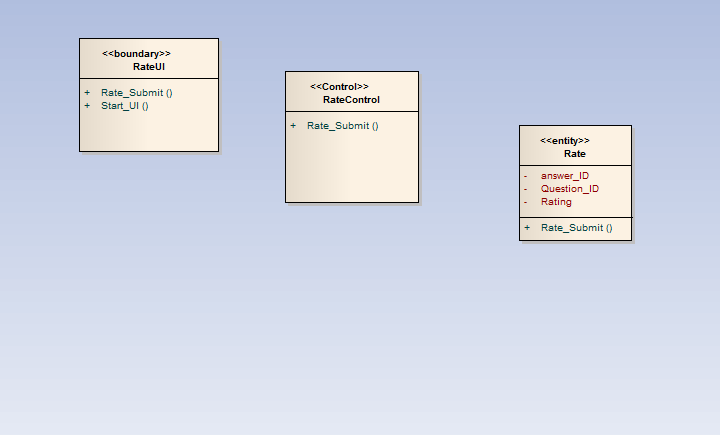 <<boundary>>
RateUI
+ Rate_Submit ()
+ Start_UI ()
<<Control>>
RateControl
+ Rate_Submit ()
<<entity>>
Rate
- answer_ID
- Question_ID
- Rating
+ Rate_Submit ()